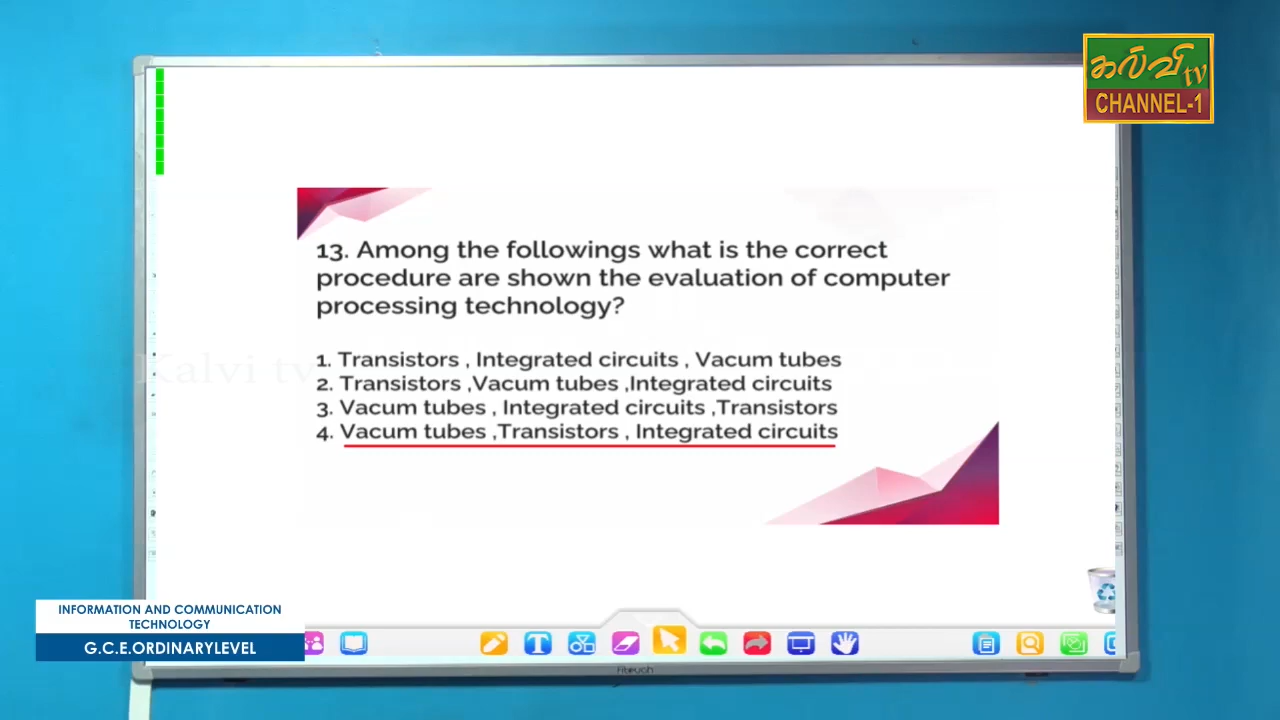 கல்வி tv
CHANNEL-1
13. Among the followings what is the correct
procedure are shown the evaluation of computer
processing technology?
1. Transistors , Integrated circuits , Vacum tubes
2. Transistors ,Vacum tubes ,Integrated circuits
3. Vacum tubes , Integrated circuits ,Transistors
4. Vacum tubes ,Transistors , Integrated circuits
Kalvi tv
INFORMATION AND COMMUNICATION
TECHNOLOGY
G.C.E.ORDINARYLEVEL